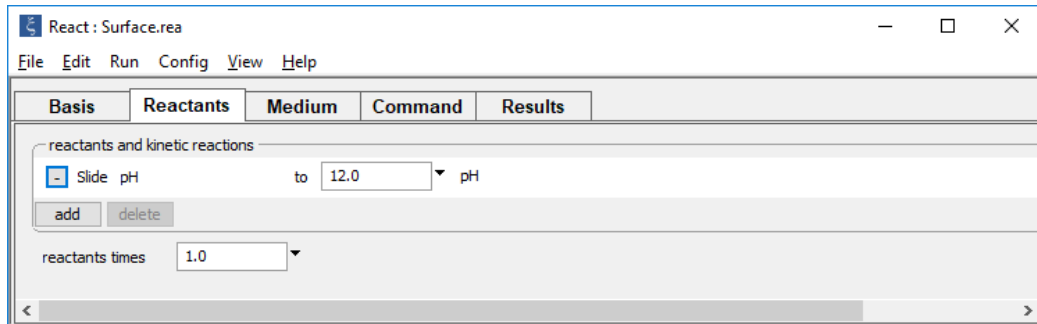 React : Surface.rea
File Edit Run Config View Help
Basis Reactants Medium Command Results
reactants and kinetic reactions
- Slide pH to 12.0 pH
add delete
reactants times 1.0